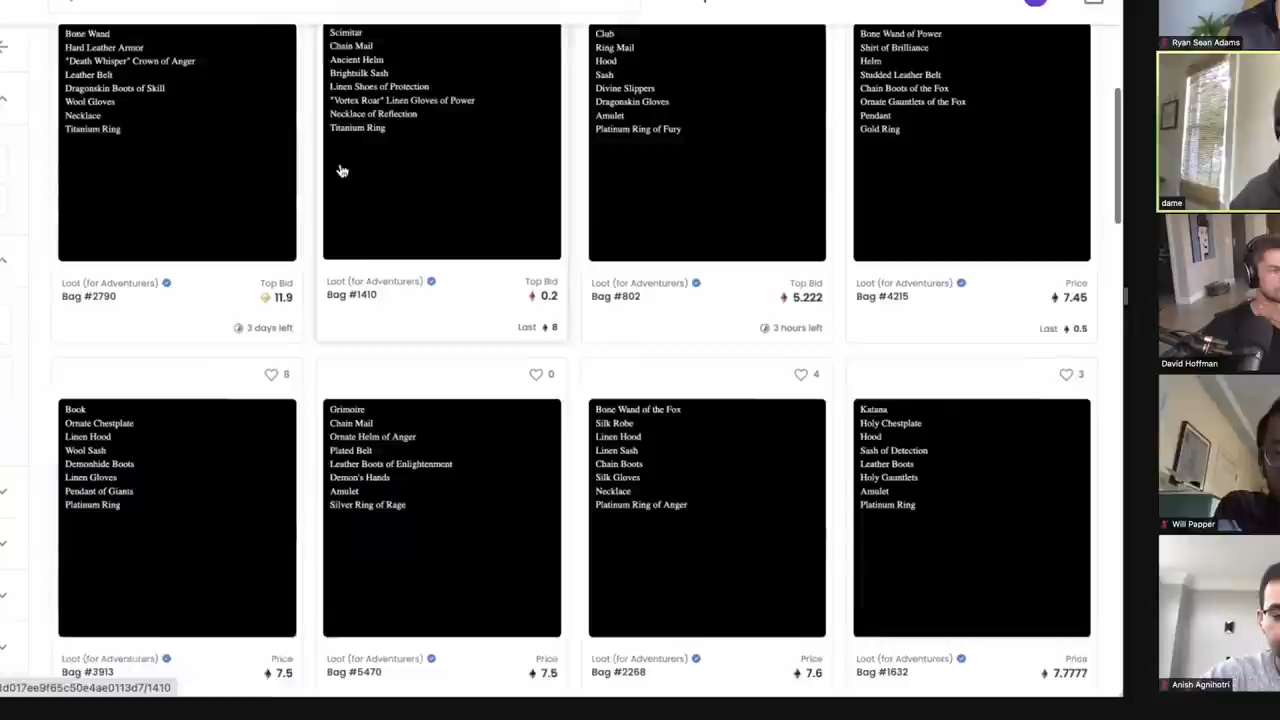 Bone Wand
Hard Leather Armor
"Death Whisper" Crown of Anger
Leather Belt
Dragonskin Boots of Skill
Wool Gloves
Necklace
Titanium Ring
Loot (for Adventurers)
Top Bid
Bag #2790
11.9
3 days left
Scimitar
Chain Mail
Ancient Helm
Brightsilk Sash
Linen Shoes of Protection
"Vortex Roar" Linen Gloves of Power
Necklace of Reflection
Titanium Ring
Loot (for Adventurers)
Top Bid
Bag #1410
0.2
Last 8
Club
Ring Mail
Hood
Sash
Divine Slippers
Dragonskin Gloves
Amulet
Platinum Ring of Fury
Loot (for Adventurers)
Top Bid
Bag #802
5.222
3 hours left
Bone Wand of Power
Shirt of Brilliance
Helm
Studded Leather Belt
Chain Boots of the Fox
Ornate Gauntlets of the Fox
Pendant
Gold Ring
Loot (for Adventurers)
Price
Bag #4215
7.45
Last 0.5
8
Book
Ornate Chestplate
Linen Hood
Wool Sash
Demonhide Boots
Linen Gloves
Pendant of Giants
Platinum Ring
Loot (for Adventurers)
Price
Bag #3913
7.5
0
Grimoire
Chain Mail
Ornate Helm of Anger
Plated Belt
Leather Boots of Enlightenment
Demon's Hands
Amulet
Silver Ring of Rage
Loot (for Adventurers)
Price
Bag #5470
7.5
4
Bone Wand of the Fox
Silk Robe
Linen Hood
Linen Sash
Chain Boots
Silk Gloves
Necklace
Platinum Ring of Anger
Loot (for Adventurers)
Price
Bag #2268
7.6
3
Katana
Holy Chestplate
Hood
Sash of Detection
Leather Boots
Holy Gauntlets
Amulet
Platinum Ring
Loot (for Adventurers)
Price
Bag #1632
7.7777
1d017ee9f65c50e4ae0113d7/1410
Ryan Sean Adams
dame
David Hoffman
Will Papper
Anish Agnihotri